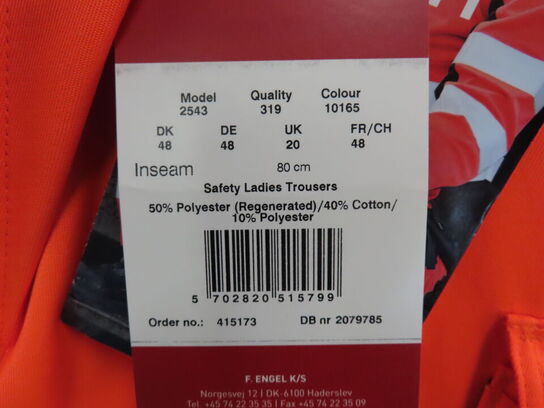 Model Quality Colour
2543 319 10165
DK DE UK FR/CH
48 48 20 48
Inseam 80 cm
Safety Ladies Trousers
50% Polyester (Regenerated)/40% Cotton/
10% Polyester
5 702820 515799
Order no.: 415173 DB nr 2079785
F. ENGEL K/S
Norgesvej 12 | DK-6100 Haderslev
Tel. +45 74 22 35 35 | Fax +45 74 22 35 09